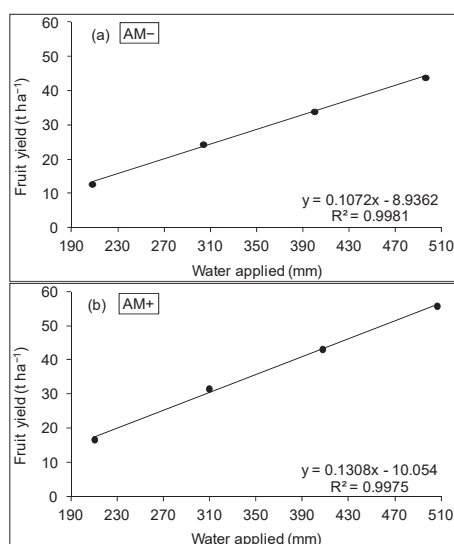 (a) AM−
Fruit yield (t ha⁻¹)
60
50
40
30
20
10
0
y = 0.1072x - 8.9362
R² = 0.9981
190 230 310 350 390 430 470 510
Water applied (mm)
(b) AM+
Fruit yield (t ha⁻¹)
60
50
40
30
20
10
0
y = 0.1308x - 10.054
R² = 0.9975
190 230 270 310 350 390 430 470 510
Water applied (mm)